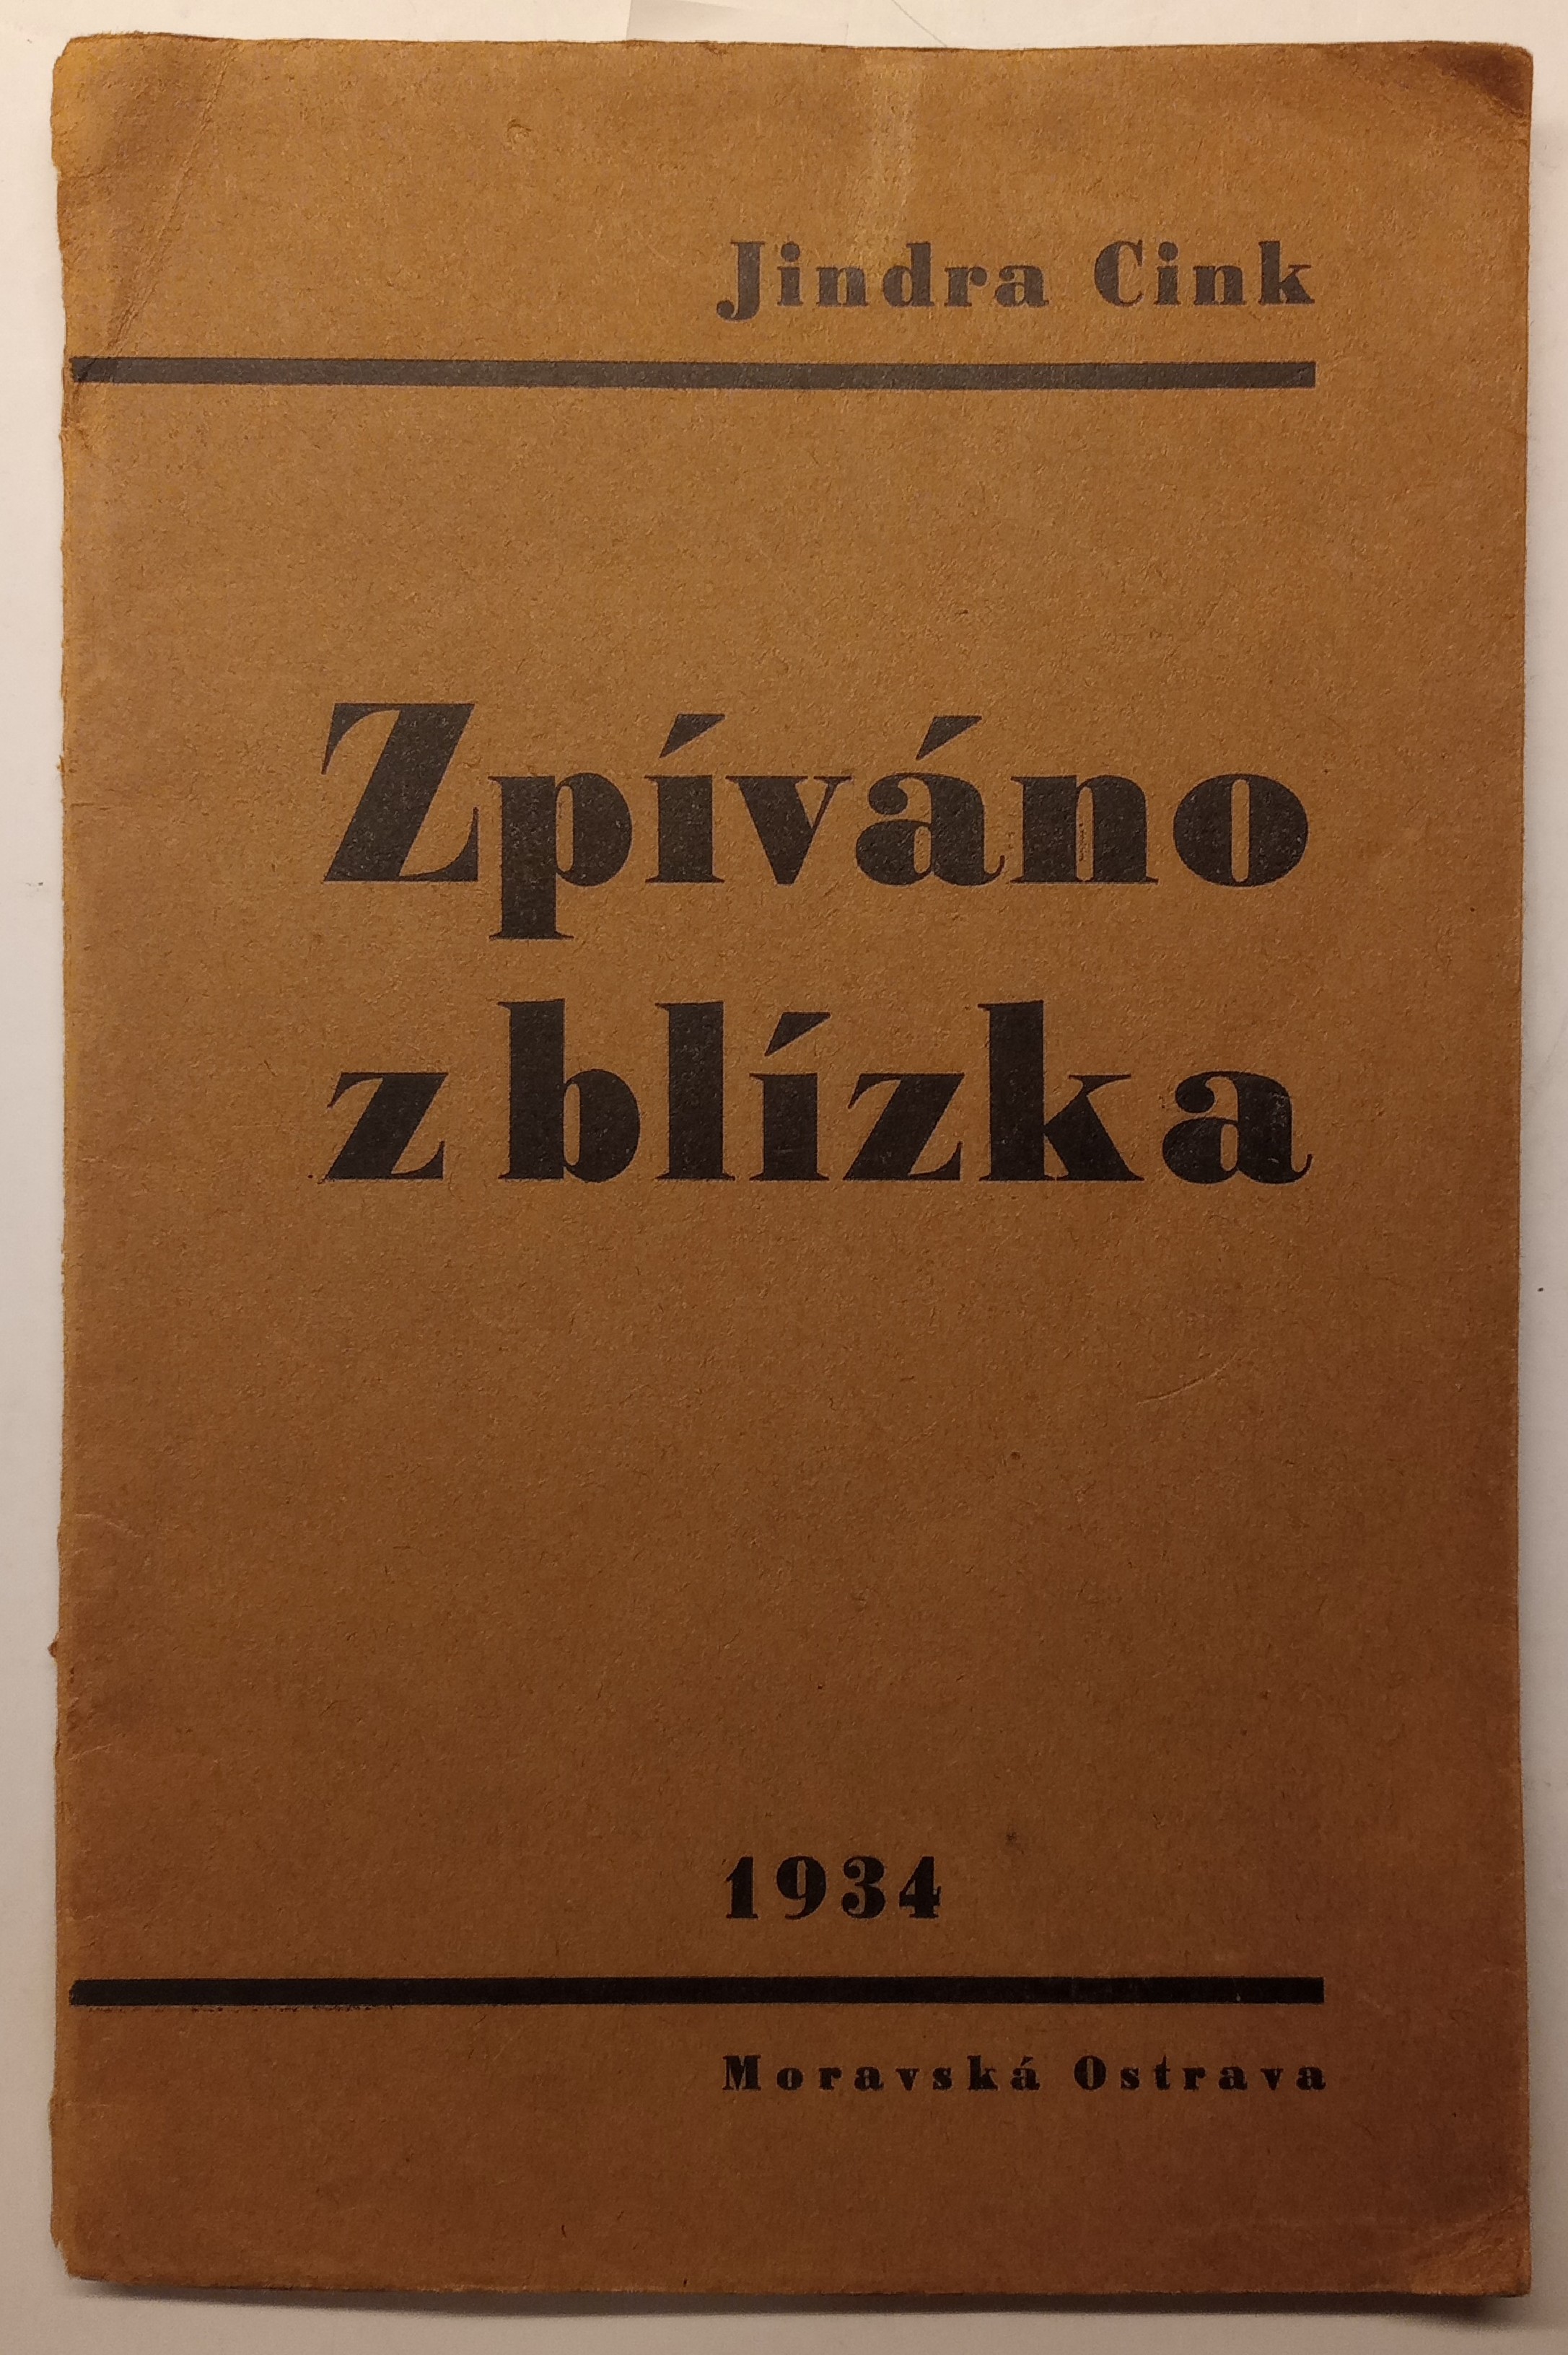 Jindra Cink
Zpíváno
z blízka
1934
Moravská Ostrava